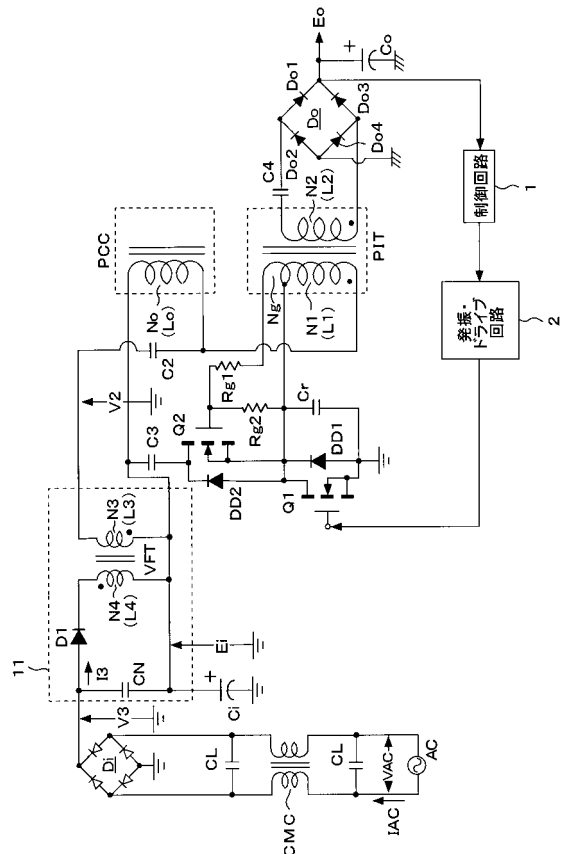 11
D1
I3
CN
N4
(L4)
N3
(L3)
VFT
V3
Ei
Ci
Di
CL
CMC
CL
VAC
IAC
AC
V2
C2
C3
PCC
No
(Lo)
Q2
DD2
Rg1
Rg2
Ng
N1
(L1)
N2
(L2)
PIT
Cr
DD1
Q1
C4
Do2
Do1
Do
Do3
Do4
Eo
Co
制御回路
1
発振・
ドライブ
回路
2
+
+